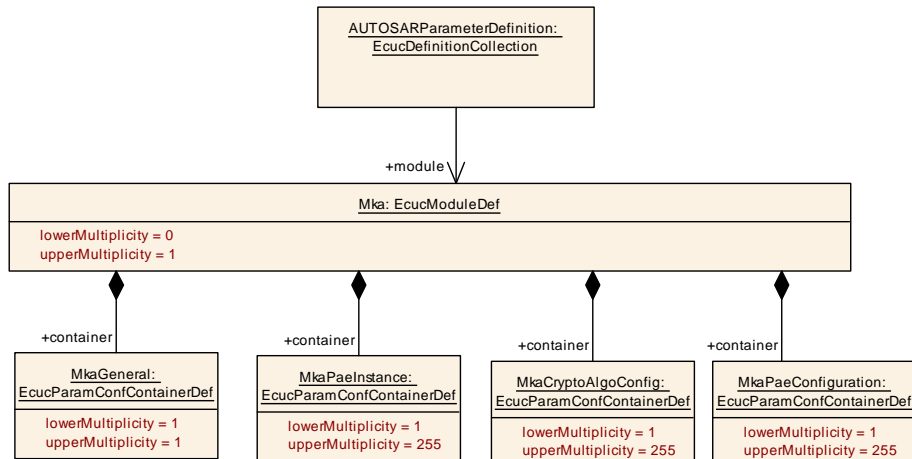 AUTOSARParameterDefinition:
EcucDefinitionCollection
+module
Mka: EcucModuleDef
lowerMultiplicity = 0
upperMultiplicity = 1
+container
+container
+container
+container
MkaGeneral:
EcucParamConfContainerDef
lowerMultiplicity = 1
upperMultiplicity = 1
MkaPaeInstance:
EcucParamConfContainerDef
lowerMultiplicity = 1
upperMultiplicity = 255
MkaCryptoAlgoConfig:
EcucParamConfContainerDef
lowerMultiplicity = 1
upperMultiplicity = 255
MkaPaeConfiguration:
EcucParamConfContainerDef
lowerMultiplicity = 1
upperMultiplicity = 255